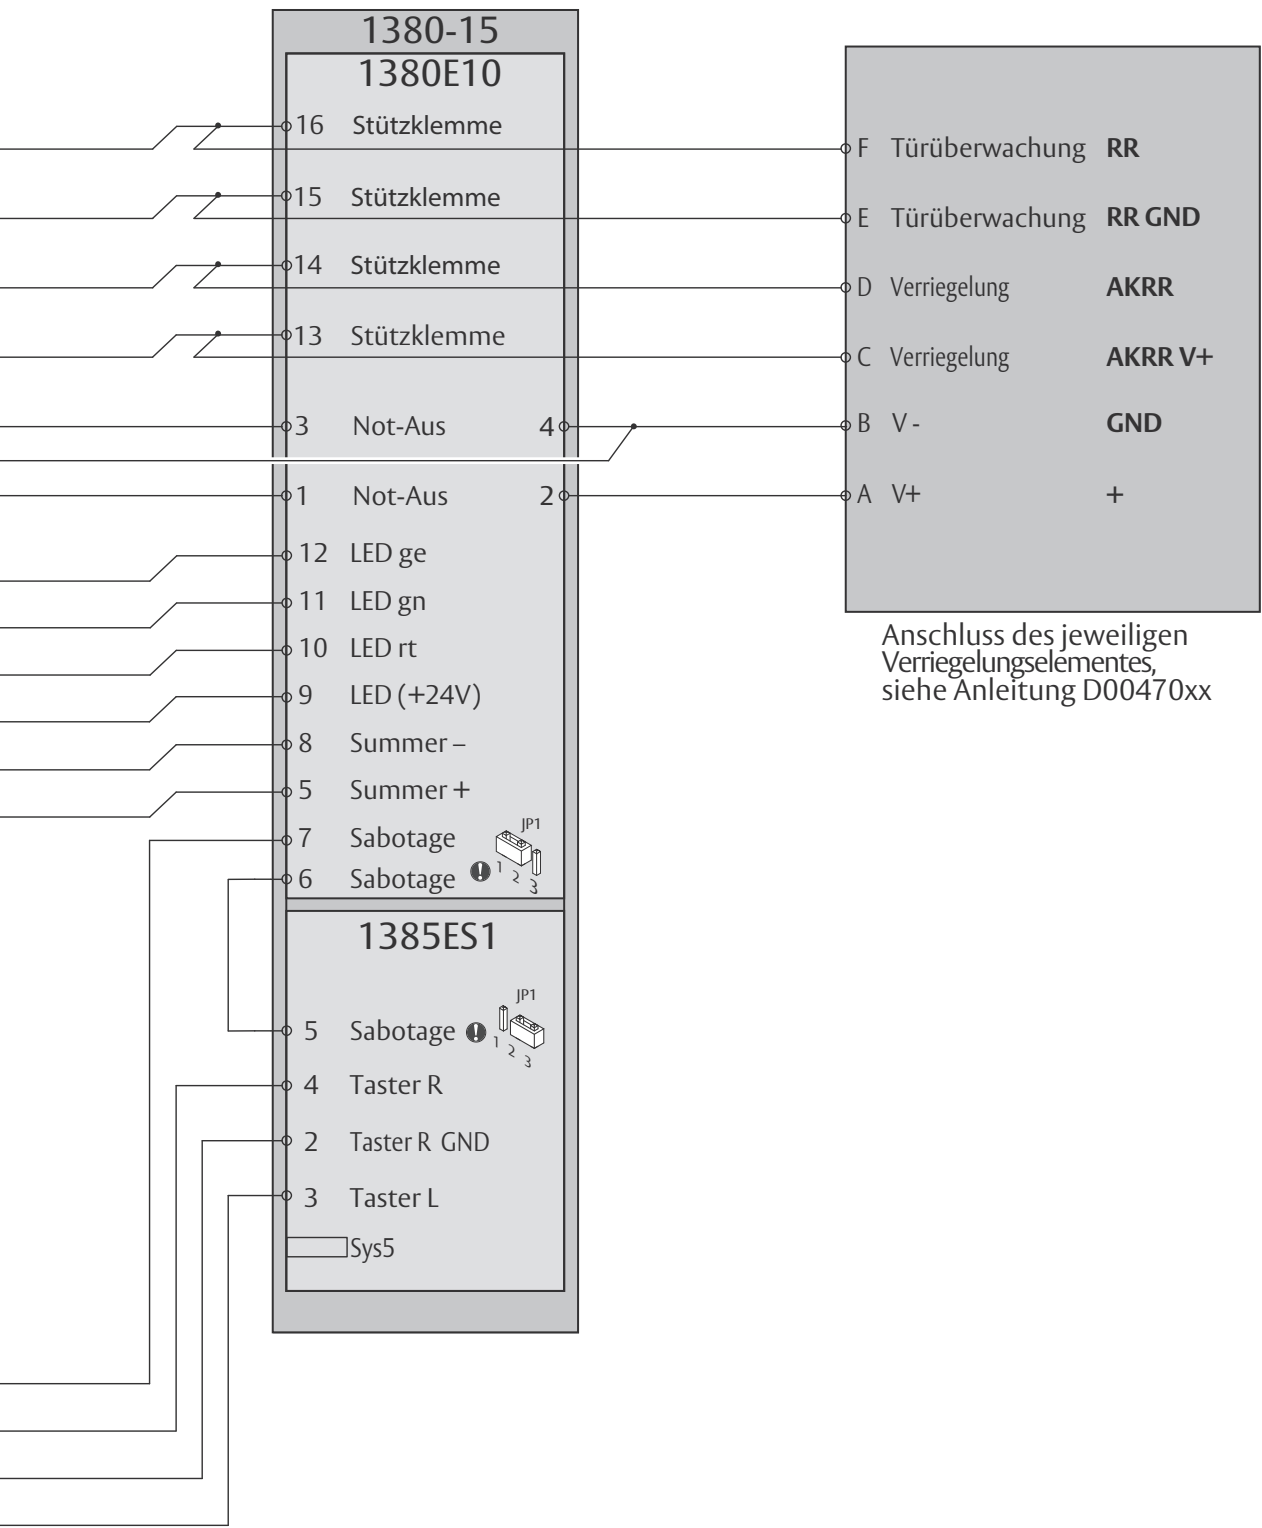 1380-15
1380E10
16 Stützklemme
15 Stützklemme
14 Stützklemme
13 Stützklemme
3 Not-Aus 4
1 Not-Aus 2
12 LED ge
11 LED gn
10 LED rt
9 LED (+24V)
8 Summer –
5 Summer +
7 Sabotage
JP1
1 2 3
6 Sabotage
1385ES1
JP1
5 Sabotage
1 2 3
4 Taster R
2 Taster R GND
3 Taster L
Sys5
F Türüberwachung RR
E Türüberwachung RR GND
D Verriegelung AKRR
C Verriegelung AKRR V+
B V - GND
A V+ +
Anschluss des jeweiligen
Verriegelungselementes,
siehe Anleitung D00470xx